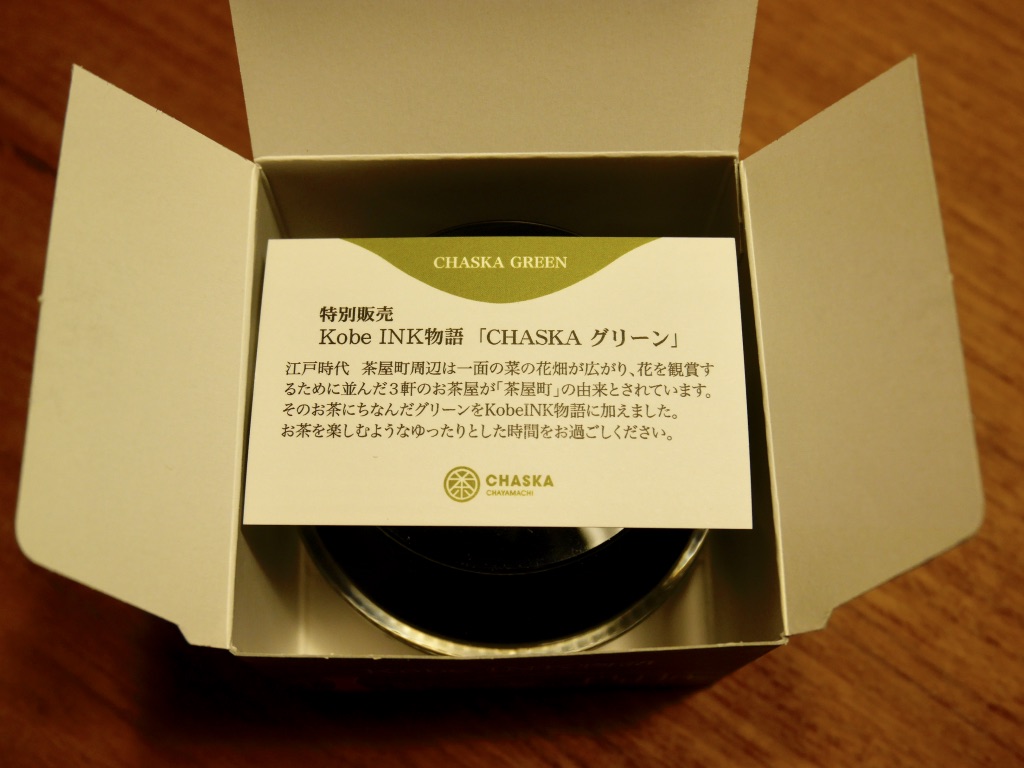 CHASKA GREEN
特別販売
Kobe INK物語 「CHASKA グリーン」
江戸時代 茶屋町周辺は一面の菜の花畑が広がり、花を観賞す
るために並んだ3軒のお茶屋が「茶屋町」の由来とされています。
そのお茶にちなんだグリーンをKobeINK物語に加えました。
お茶を楽しむようなゆったりとした時間をお過ごしください。
茶
CHASKA
CHAYAMACHI